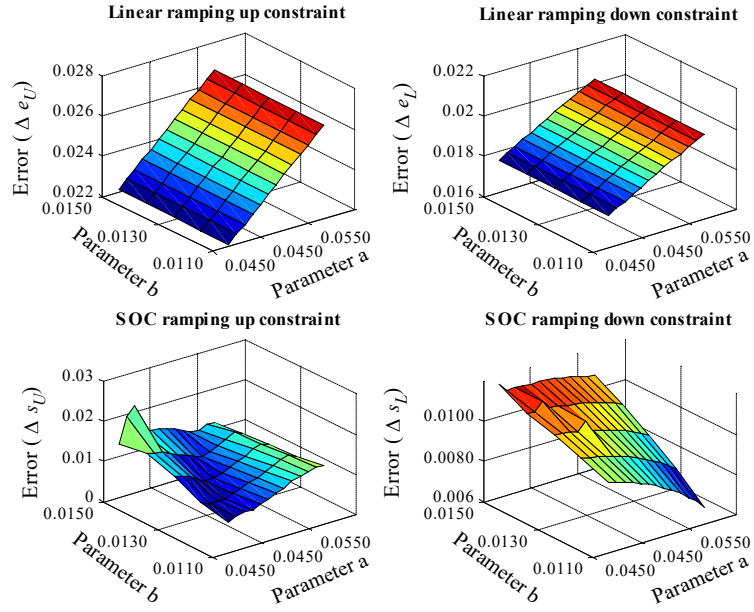 Linear ramping up constraint
Error ( Δ e_U )
0.028
0.026
0.024
0.022
0.0150
0.0130
0.0110
Parameter b
0.0450
0.0450
0.0550
Parameter a
Linear ramping down constraint
Error ( Δ e_L )
0.022
0.02
0.018
0.016
0.0150
0.0130
0.0110
Parameter b
0.0450
0.0450
0.0550
Parameter a
SOC ramping up constraint
Error ( Δ s_U )
0.03
0.02
0.01
0
0.0150
0.0130
0.0110
Parameter b
0.0450
0.0450
0.0550
Parameter a
SOC ramping down constraint
Error ( Δ s_L )
0.0100
0.0080
0.006
0.0150
0.0130
0.0110
Parameter b
0.0450
0.0450
0.0550
Parameter a